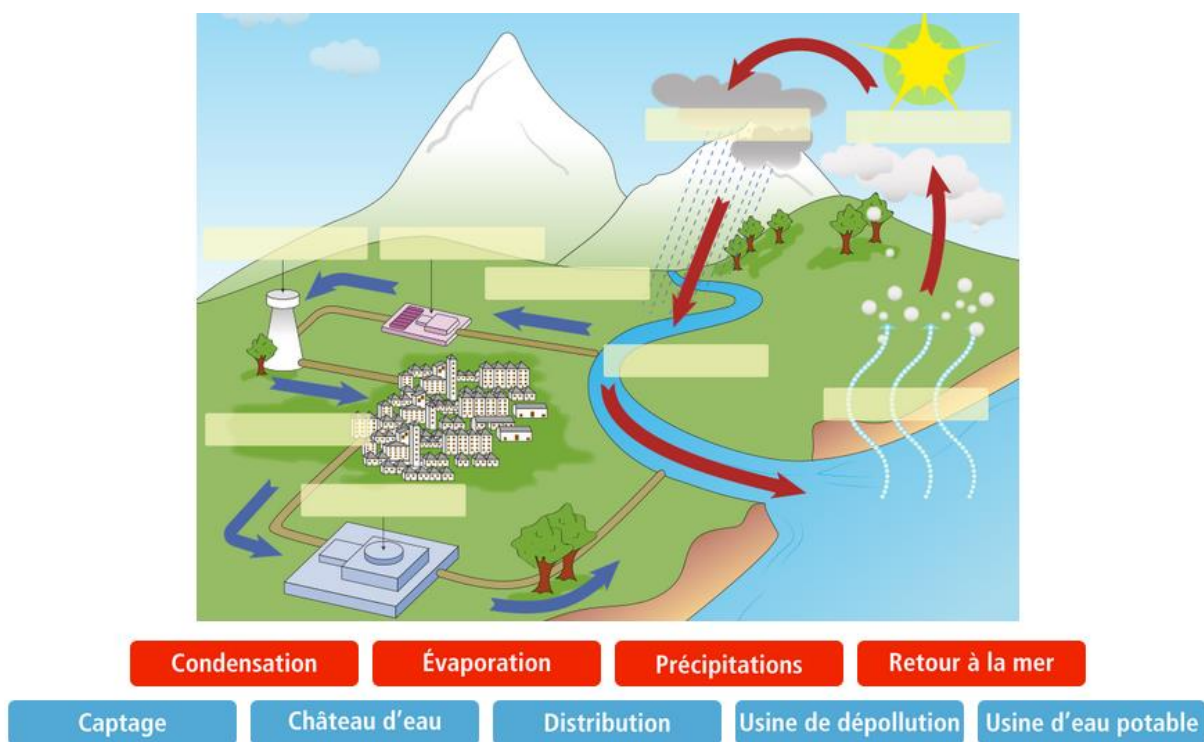 Condensation
Évaporation
Précipitations
Retour à la mer
Captage
Château d'eau
Distribution
Usine de dépollution
Usine d'eau potable